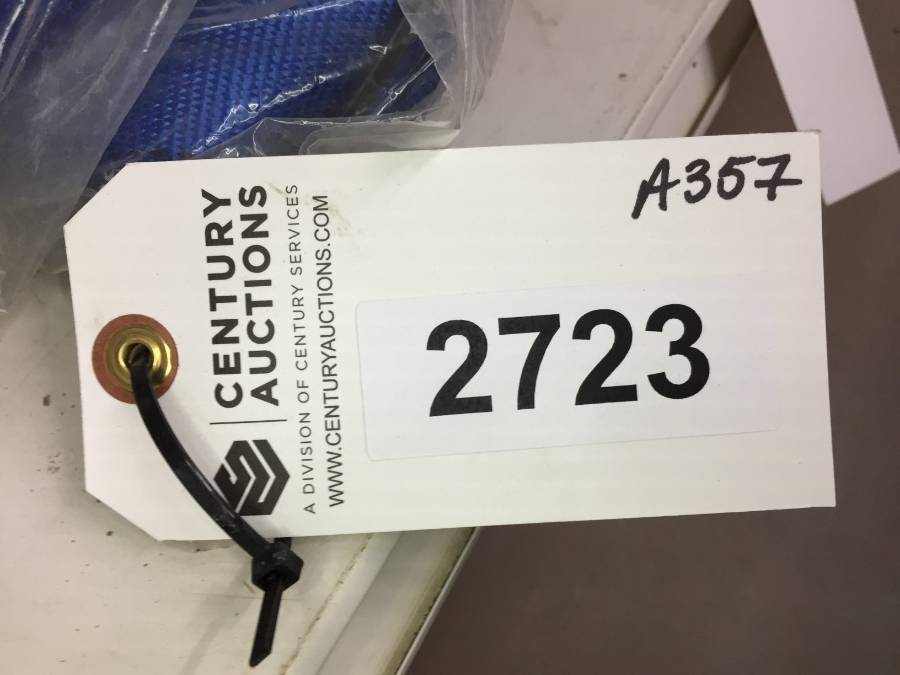 CENTURY
AUCTIONS
A DIVISION OF CENTURY SERVICES
WWW.CENTURYAUCTIONS.COM
A357
2723